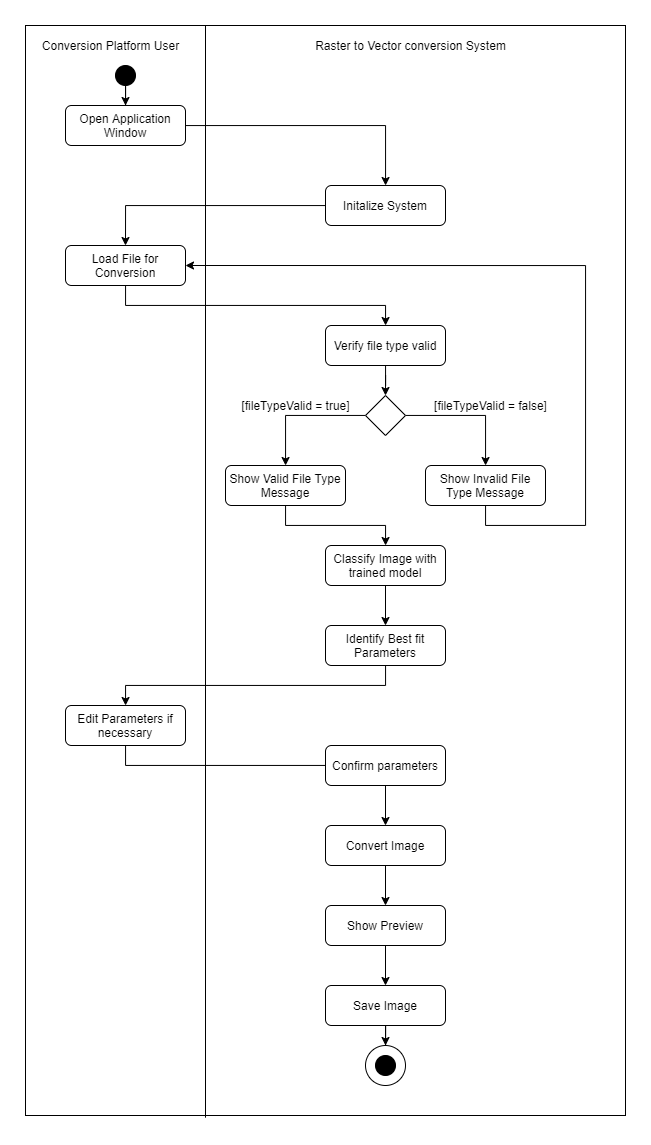 Conversion Platform User
Raster to Vector conversion System
Open Application
Window
Initalize System
Load File for
Conversion
Verify file type valid
[fileTypeValid = true]
[fileTypeValid = false]
Show Valid File Type
Message
Show Invalid File
Type Message
Classify Image with
trained model
Identify Best fit
Parameters
Edit Parameters if
necessary
Confirm parameters
Convert Image
Show Preview
Save Image